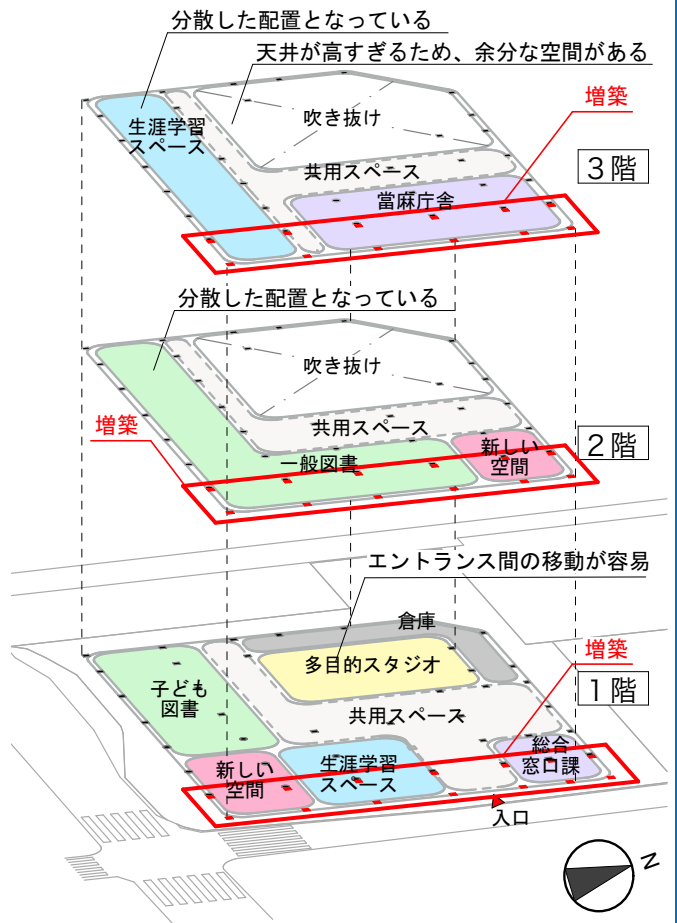 分散した配置となっている
天井が高すぎるため、余分な空間がある
増築
吹き抜け
生涯学習
スペース
3階
共用スペース
當麻庁舎
分散した配置となっている
吹き抜け
増築
共用スペース
2階
新しい
空間
一般図書
エントランス間の移動が容易
倉庫
増築
多目的スタジオ
1階
子ども
図書
共用スペース
総合
窓口課
生涯学習
スペース
新しい
空間
入口
N